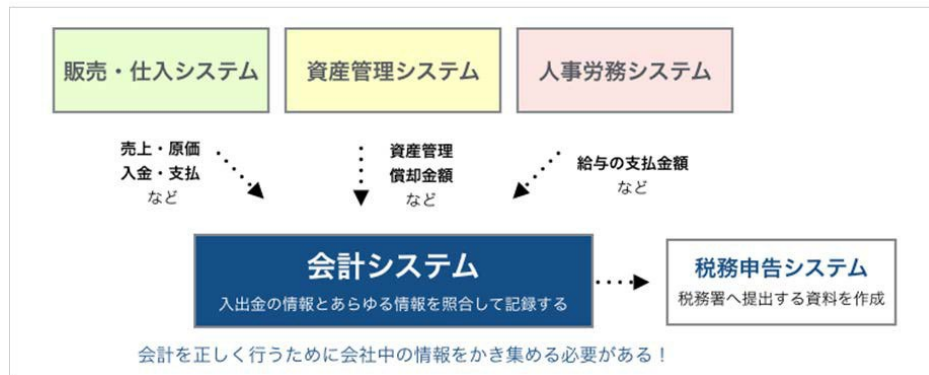 販売・仕入システム
資産管理システム
人事労務システム
売上・原価
入金・支払
など
資産管理
償却金額
など
給与の支払金額
など
会計システム
入出金の情報とあらゆる情報を照合して記録する
税務申告システム
税務署へ提出する資料を作成
会計を正しく行うために会社中の情報をかき集める必要がある！